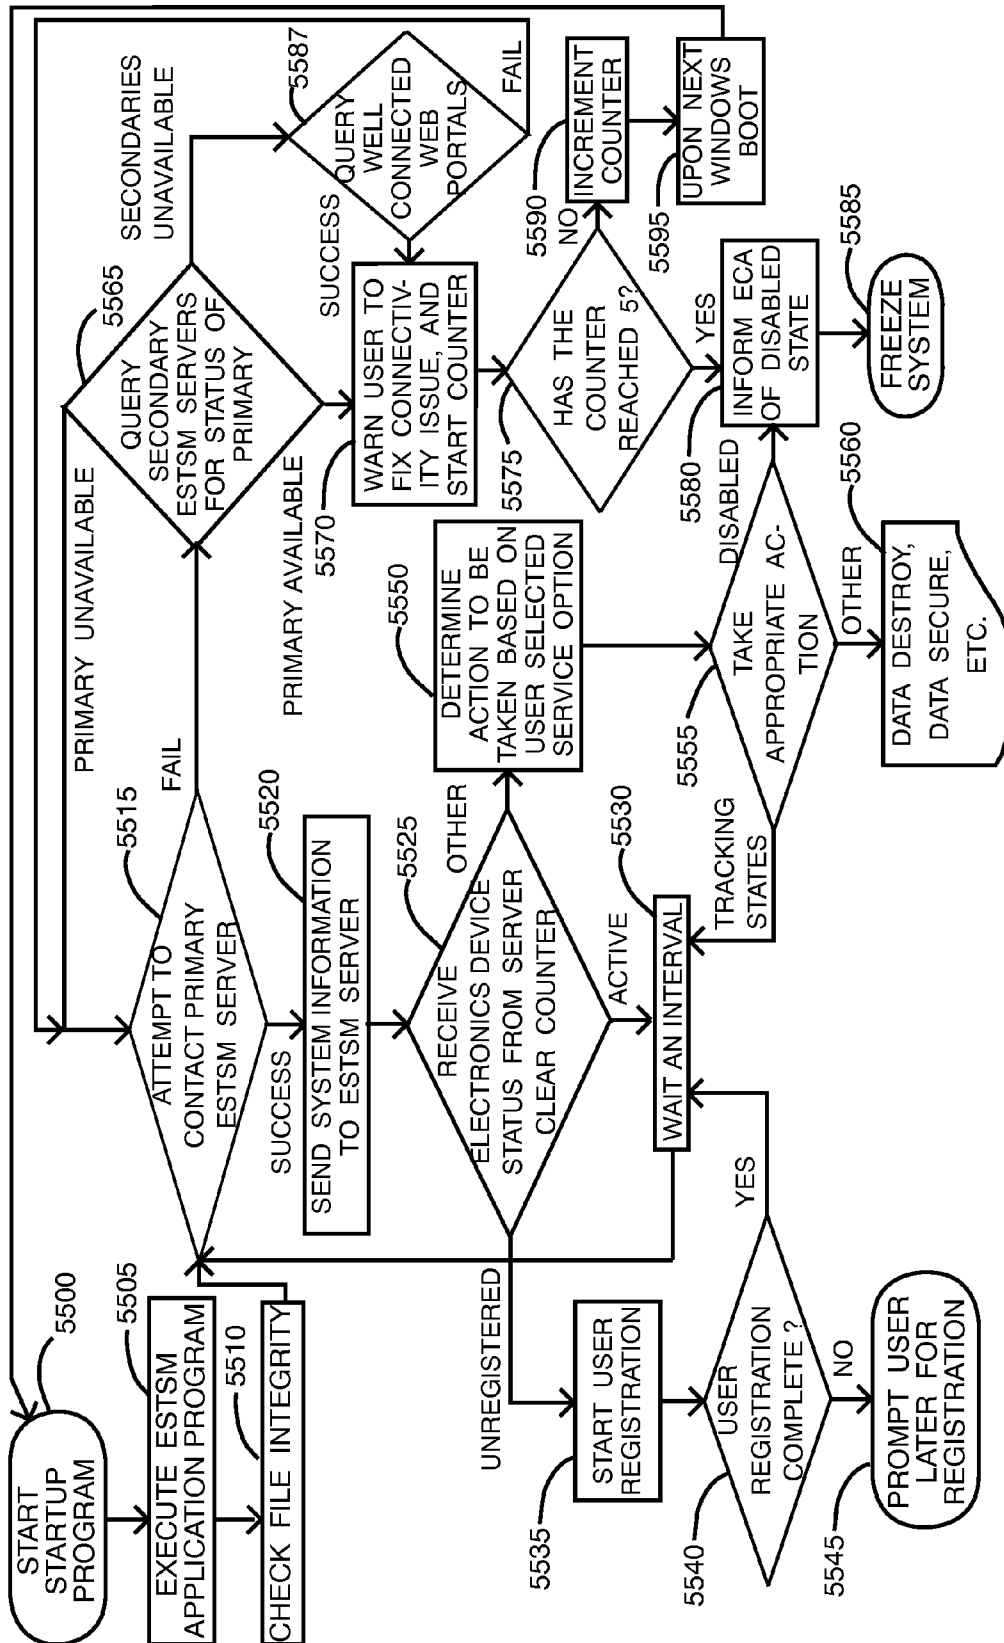 START
STARTUP
PROGRAM
5500
EXECUTE ESTSM
APPLICATION PROGRAM
5505
CHECK FILE INTEGRITY
5510
ATTEMPT TO
CONTACT PRIMARY
ESTSM SERVER
5515
FAIL
SUCCESS
SEND SYSTEM INFORMATION
TO ESTSM SERVER
5520
RECEIVE
ELECTRONICS DEVICE
STATUS FROM SERVER
CLEAR COUNTER
5525
UNREGISTERED
OTHER
ACTIVE
WAIT AN INTERVAL
5530
START USER
REGISTRATION
5535
USER
REGISTRATION
COMPLETE ?
5540
YES
NO
PROMPT USER
LATER FOR
REGISTRATION
5545
DETERMINE
ACTION TO BE
TAKEN BASED ON
USER SELECTED
SERVICE OPTION
5550
TAKE
APPROPRIATE AC-
TION
5555
TRACKING
STATES
DISABLED
OTHER
DATA DESTROY,
DATA SECURE,
ETC.
5560
PRIMARY UNAVAILABLE
QUERY
SECONDARY
ESTSM SERVERS
FOR STATUS OF
PRIMARY
5565
SECONDARIES
UNAVAILABLE
PRIMARY AVAILABLE
WARN USER TO
FIX CONNECTIV-
ITY ISSUE, AND
START COUNTER
5570
QUERY
WELL
CONNECTED
WEB
PORTALS
5587
SUCCESS
FAIL
HAS THE
COUNTER
REACHED 5?
5575
NO
YES
INCREMENT
COUNTER
5590
UPON NEXT
WINDOWS
BOOT
5595
INFORM ECA
OF DISABLED
STATE
5580
FREEZE
SYSTEM
5585